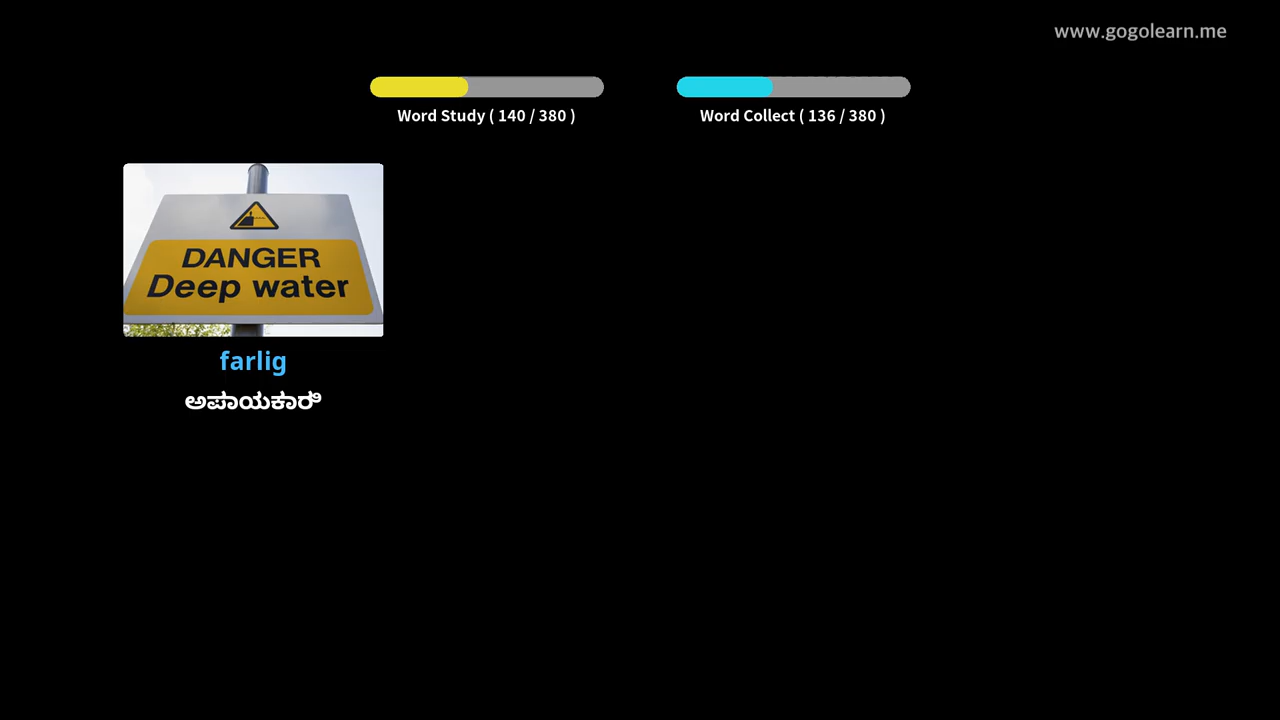 www.gogolearn.me
Word Study ( 140 / 380 )
Word Collect ( 136 / 380 )
DANGER
Deep water
farlig
ಅಪಾಯಕಾರಿ